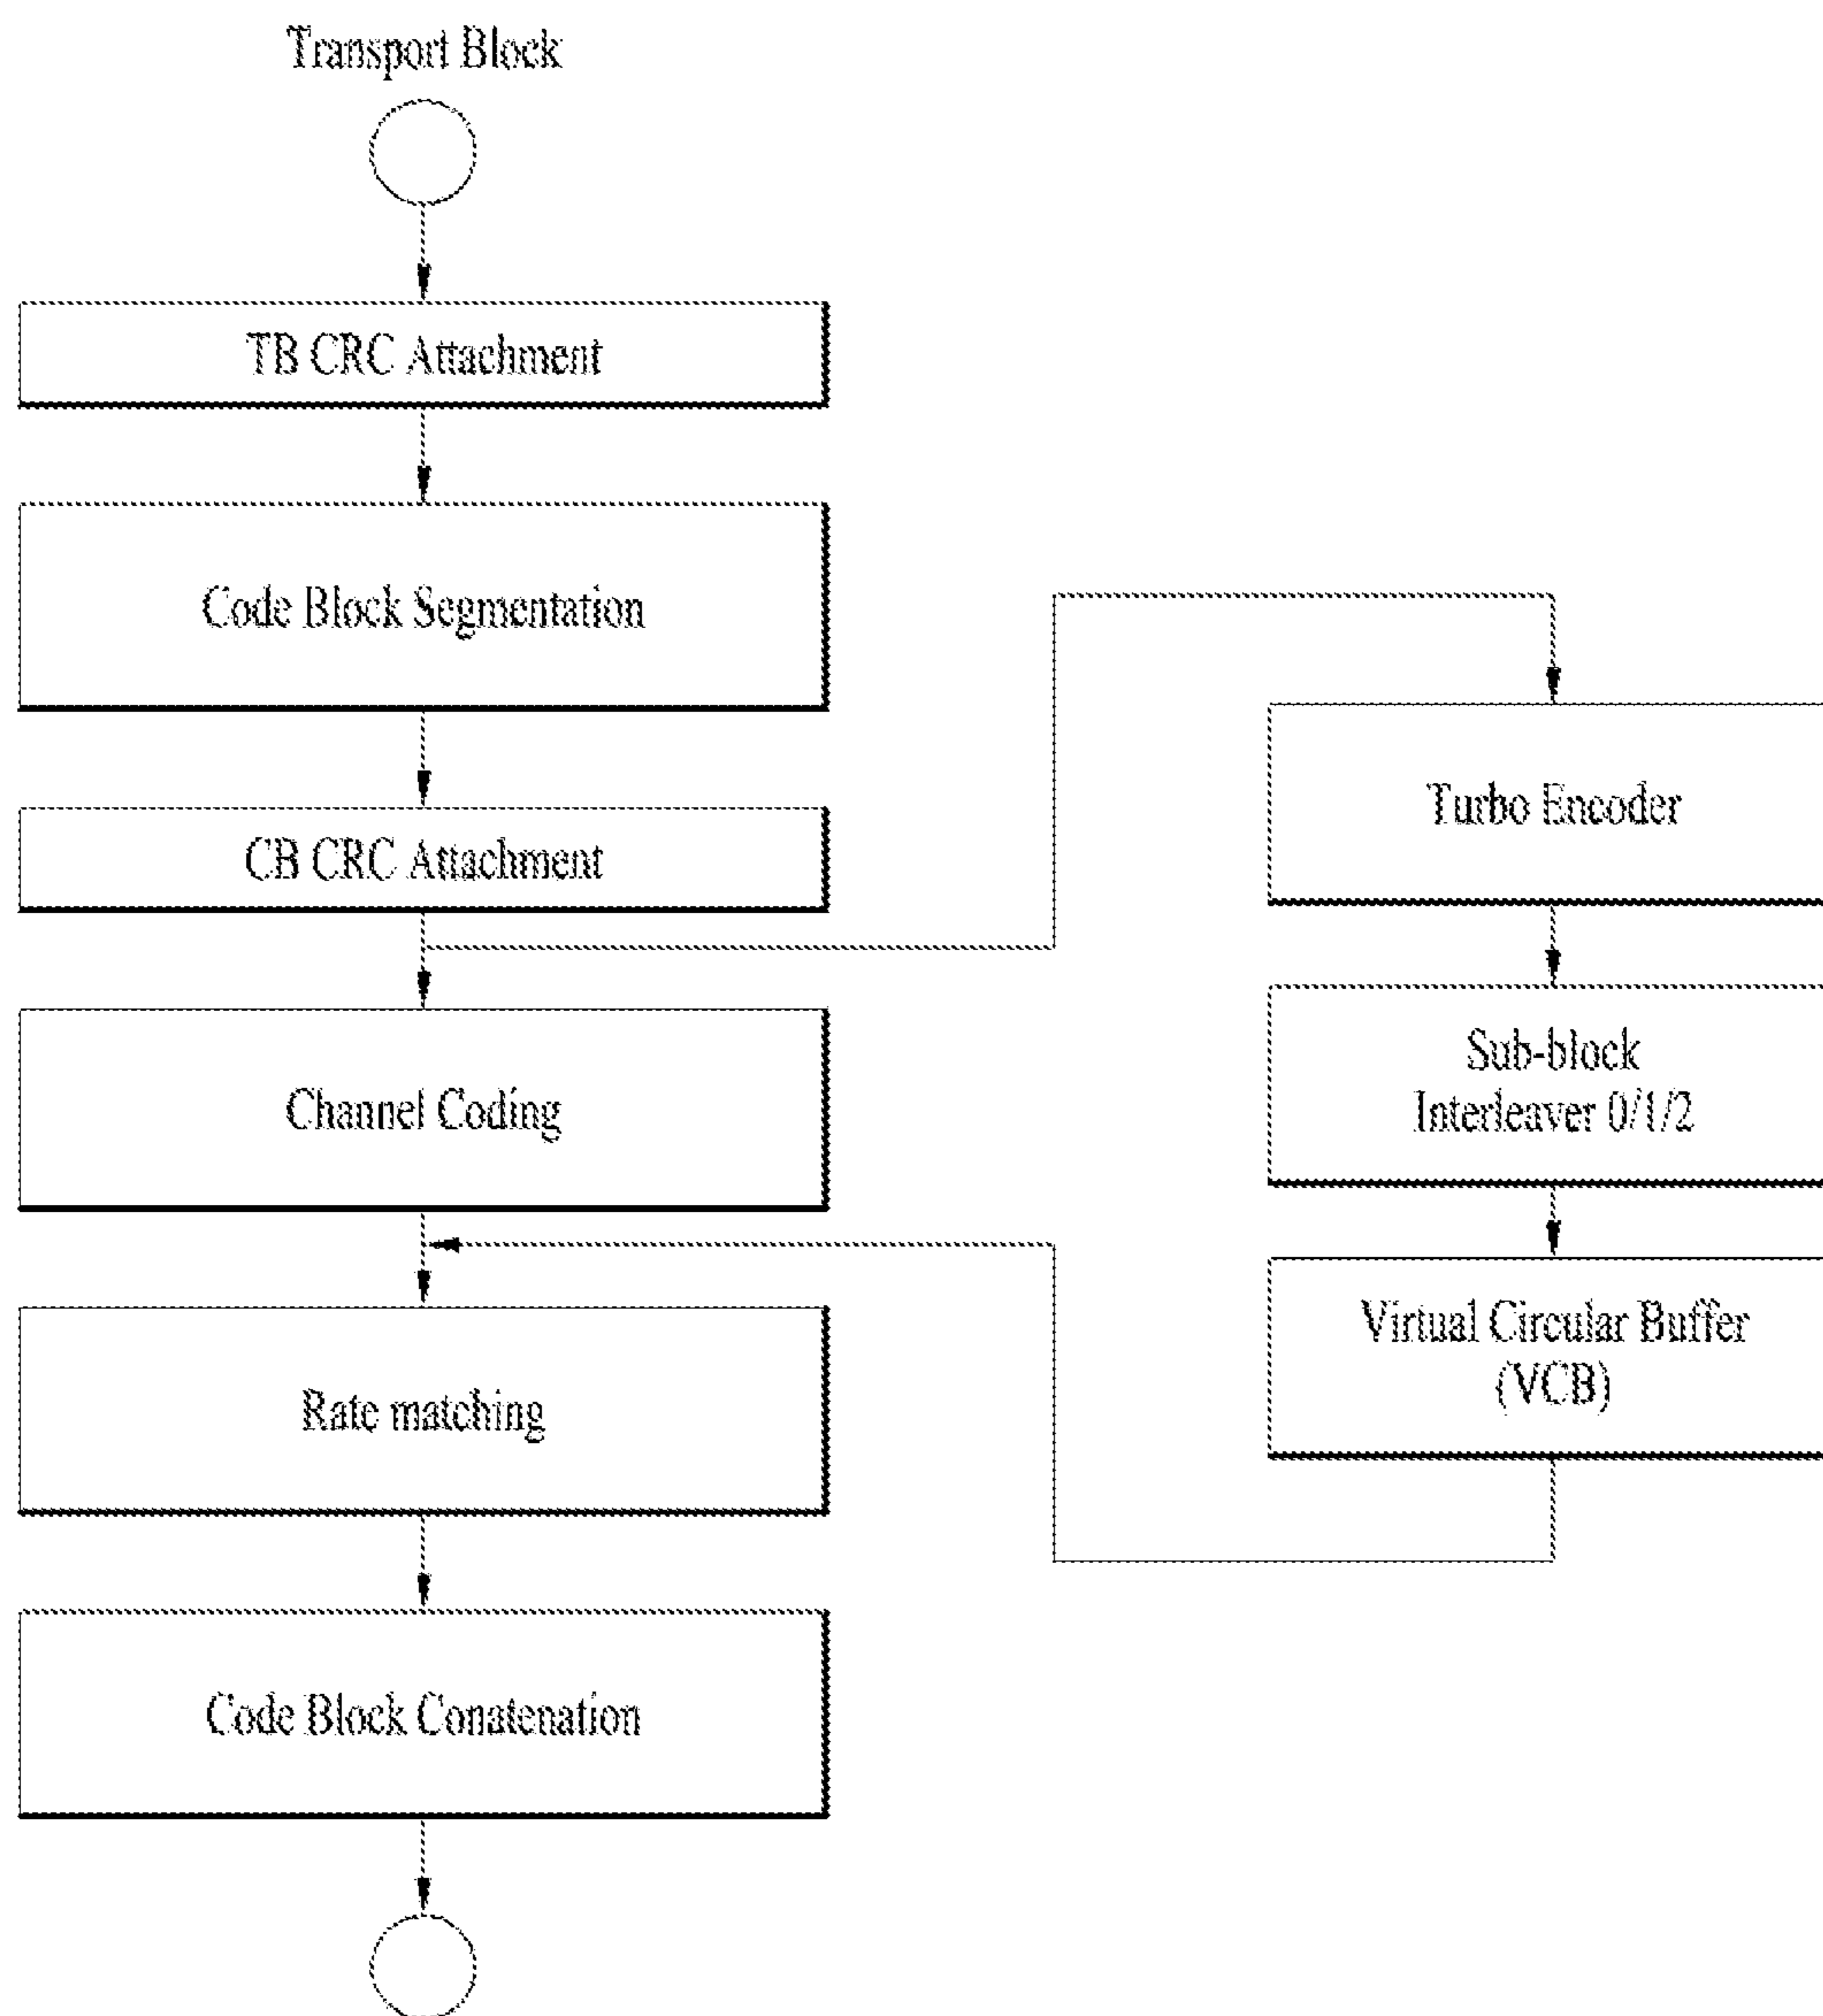 Transport Block
TB CRC Attachment
Code Block Segmentation
CB CRC Attachment
Channel Coding
Rate matching
Code Block Conatenation
Turbo Encoder
Sub-block
Interleaver 0/1/2
Virtual Circular Buffer
(VCB)